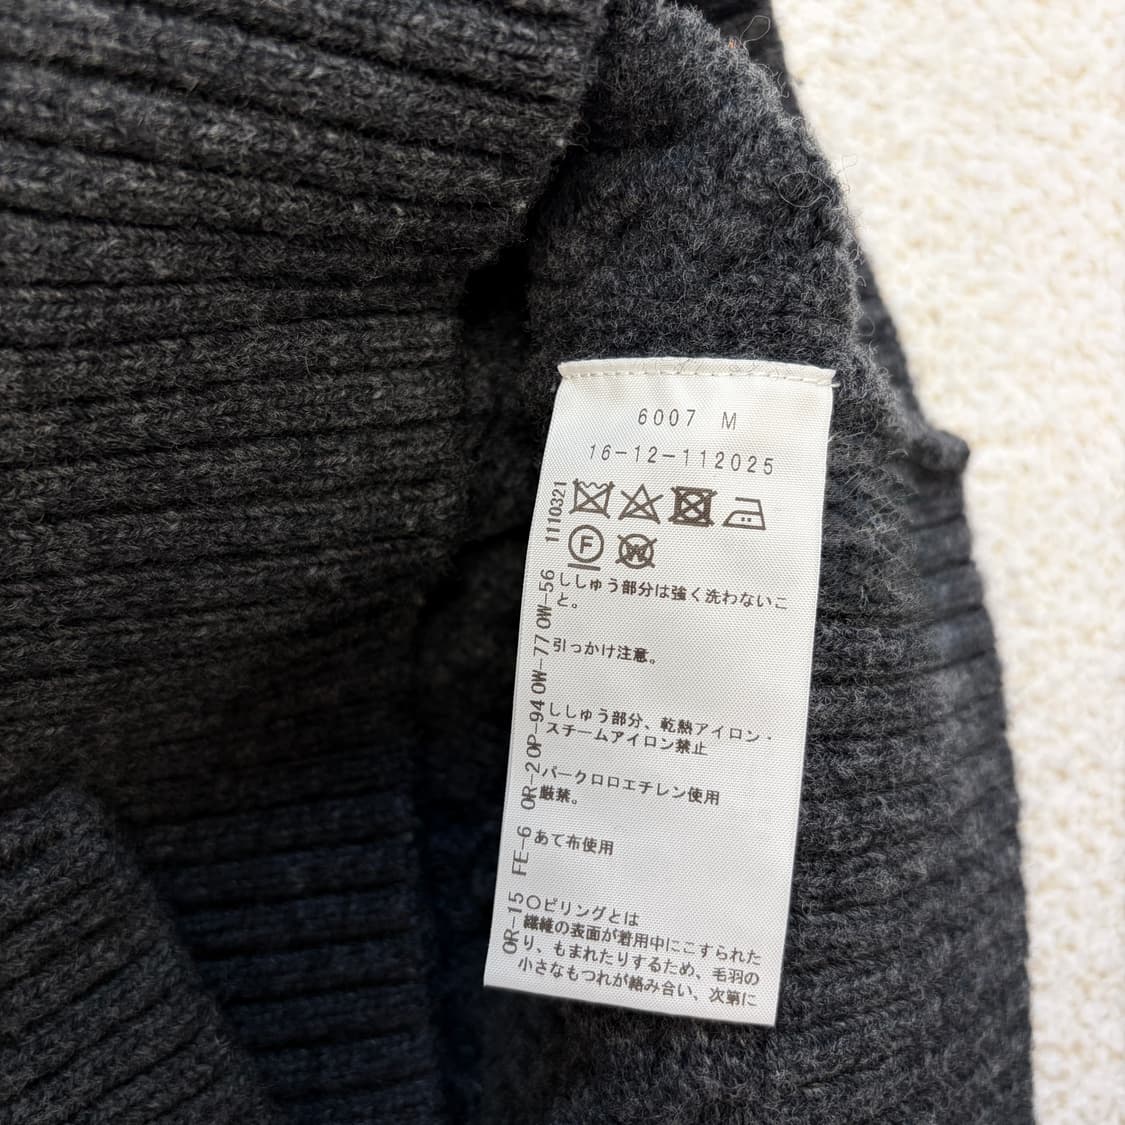 6007 M
16-12-112025
F
W
ししゅう部分は強く洗わないこ
と。
引っかけ注意。
ししゅう部分、乾熱アイロン・
スチームアイロン禁止
パークロロエチレン使用
厳禁。
あて布使用
○ピリングとは
繊維の表面が着用中にこすられた
り、もまれたりするため、毛羽の
小さなもつれが絡み合い、次第に
OR-15 FE-6 OR-2 OP-94 OW-77 OW-56 1110321